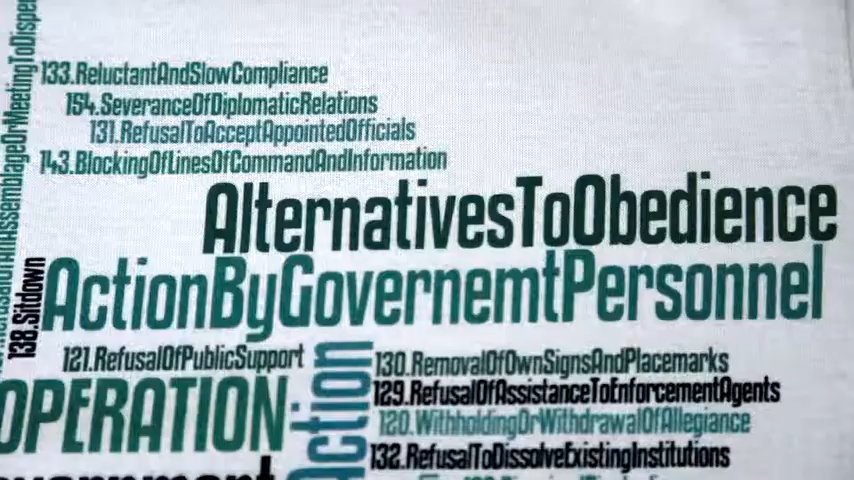 133.ReluctantAndSlowCompliance
154.SeveranceOfDiplomaticRelations
131.RefusalToAcceptAppointedOfficials
143.BlockingOfLinesOfCommandAndInformation
AlternativesToObedience
ActionByGovernemtPersonnel
138.Sitdown
121.RefusalOfPublicSupport
130.RemovalOfOwnSignsAndPlacemarks
129.RefusalOfAssistanceToEnforcementAgents
OPERATION
Action
120.WithholdingOrWithdrawalOfAllegiance
132.RefusalToDissolveExistingInstitutions